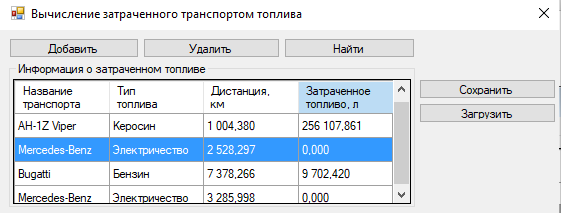 Вычисление затраченного транспортом топлива
Добавить Удалить Найти
Информация о затраченном топливе
Сохранить
Загрузить
Название транспорта Тип топлива Дистанция, км Затраченное топливо, л
AH-1Z Viper Керосин 1 004,380 256 107,861
Mercedes-Benz Электричество 2 528,297 0,000
Bugatti Бензин 7 378,266 9 702,420
Mercedes-Benz Электричество 3 285,998 0,000